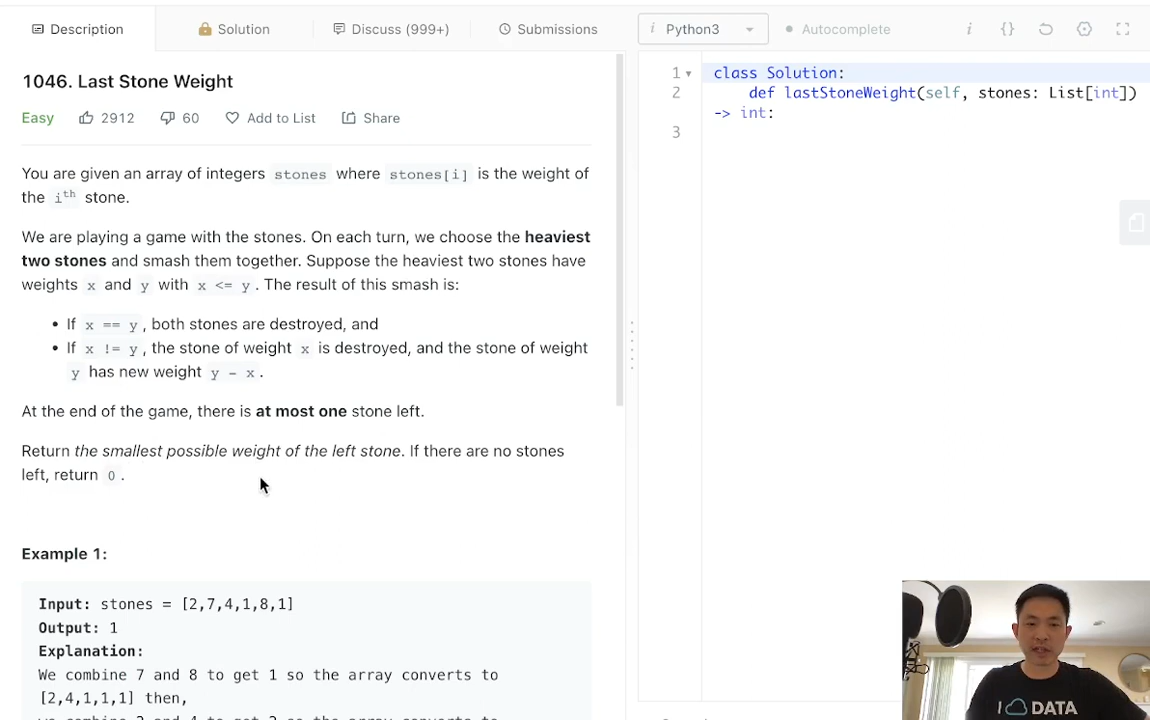 Description
Solution
Discuss (999+)
Submissions
i Python3
Autocomplete
i {}
1046. Last Stone Weight
Easy 2912 60 Add to List Share
You are given an array of integers stones where stones[i] is the weight of
the ith stone.
We are playing a game with the stones. On each turn, we choose the heaviest
two stones and smash them together. Suppose the heaviest two stones have
weights x and y with x <= y. The result of this smash is:
• If x == y, both stones are destroyed, and
• If x != y, the stone of weight x is destroyed, and the stone of weight
y has new weight y - x.
At the end of the game, there is at most one stone left.
Return the smallest possible weight of the left stone. If there are no stones
left, return 0.
Example 1:
Input: stones = [2,7,4,1,8,1]
Output: 1
Explanation:
We combine 7 and 8 to get 1 so the array converts to
[2,4,1,1,1] then,
1 class Solution:
2 def lastStoneWeight(self, stones: List[int])
-> int:
3
I DATA